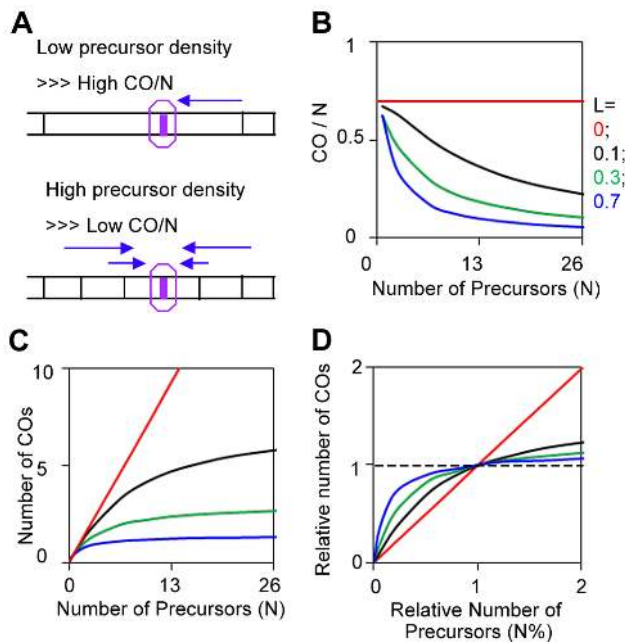 A
Low precursor density
>>> High CO/N
High precursor density
>>> Low CO/N
B
1
0.5
0
CO / N
0
13
26
Number of Precursors (N)
L=
0;
0.1;
0.3;
0.7
C
10
5
0
Number of COs
0
13
26
Number of Precursors (N)
D
2
1
0
Relative number of COs
0
1
2
Relative Number of
Precursors (N%)